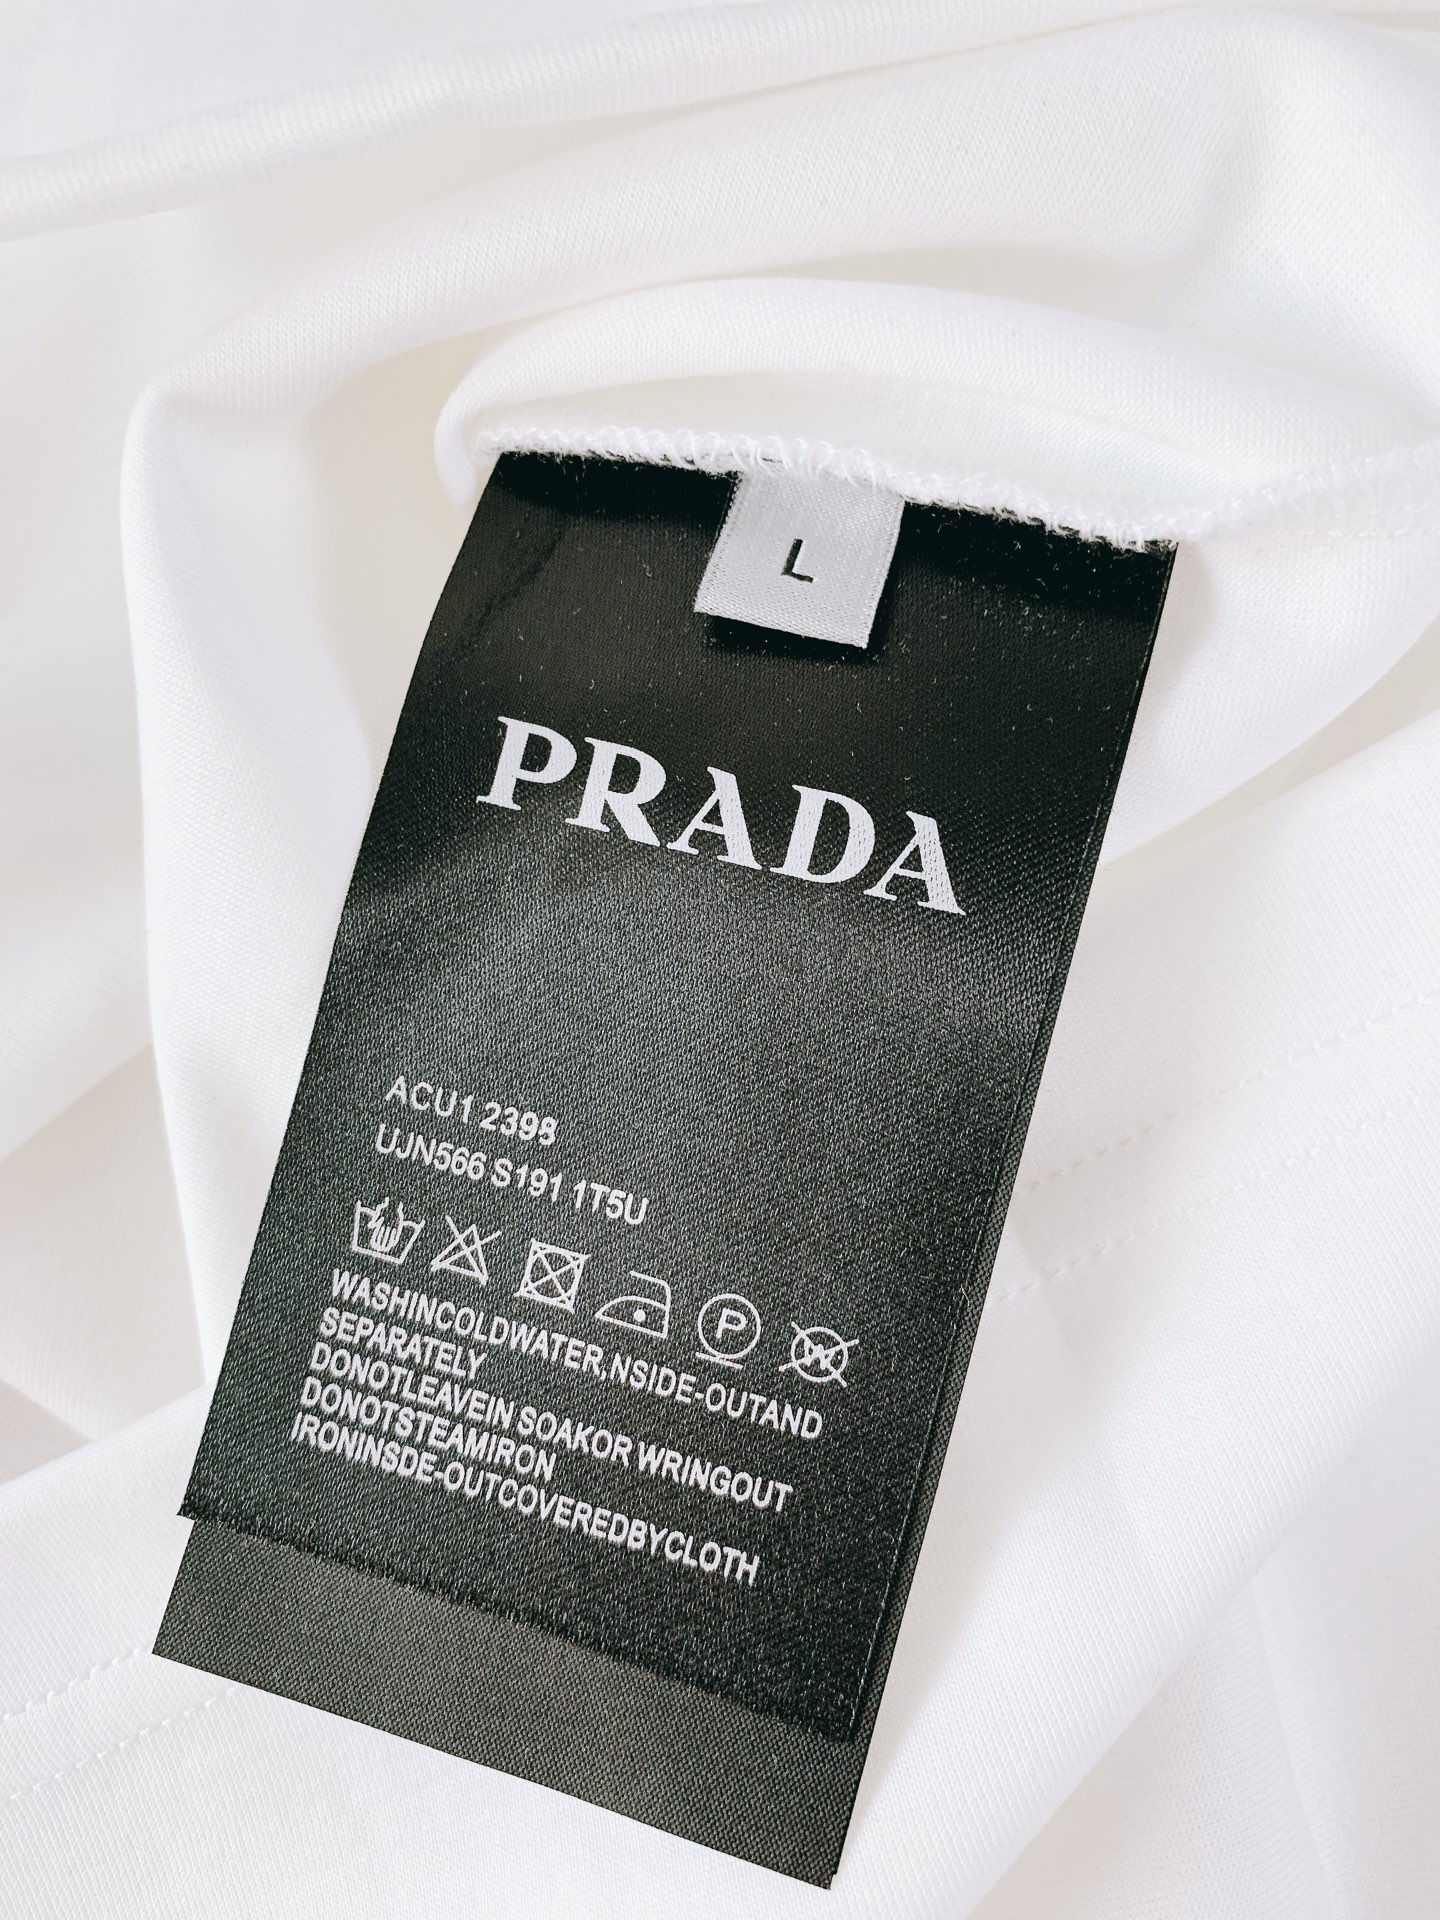 L
PRADA
ACU1 2398
UJN566 S191 1T5U
P
W
WASHINCOLDWATER,NSIDE-OUTAND
SEPARATELY
DONOTLEAVEIN SOAKOR WRINGOUT
DONOTSTEAMIRON
IRONINSDE-OUTCOVEREDBYCLOTH